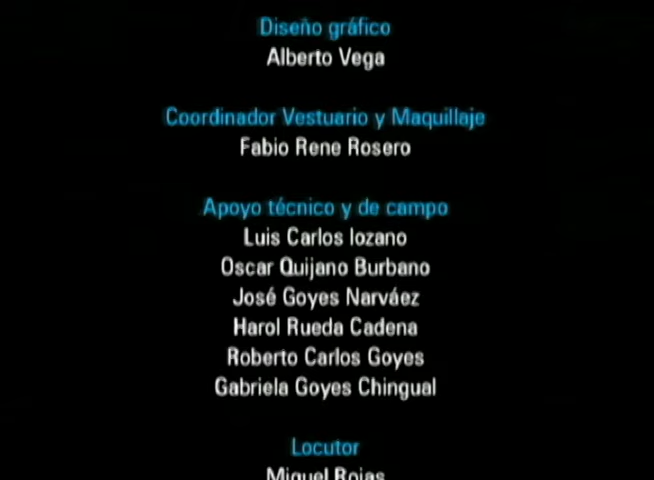 Diseño gráfico
Alberto Vega
Coordinador Vestuario y Maquillaje
Fabio Rene Rosero
Apoyo técnico y de campo
Luis Carlos lozano
Oscar Quijano Burbano
José Goyes Narváez
Harol Rueda Cadena
Roberto Carlos Goyes
Gabriela Goyes Chingual
Locutor
Miguel Rojas